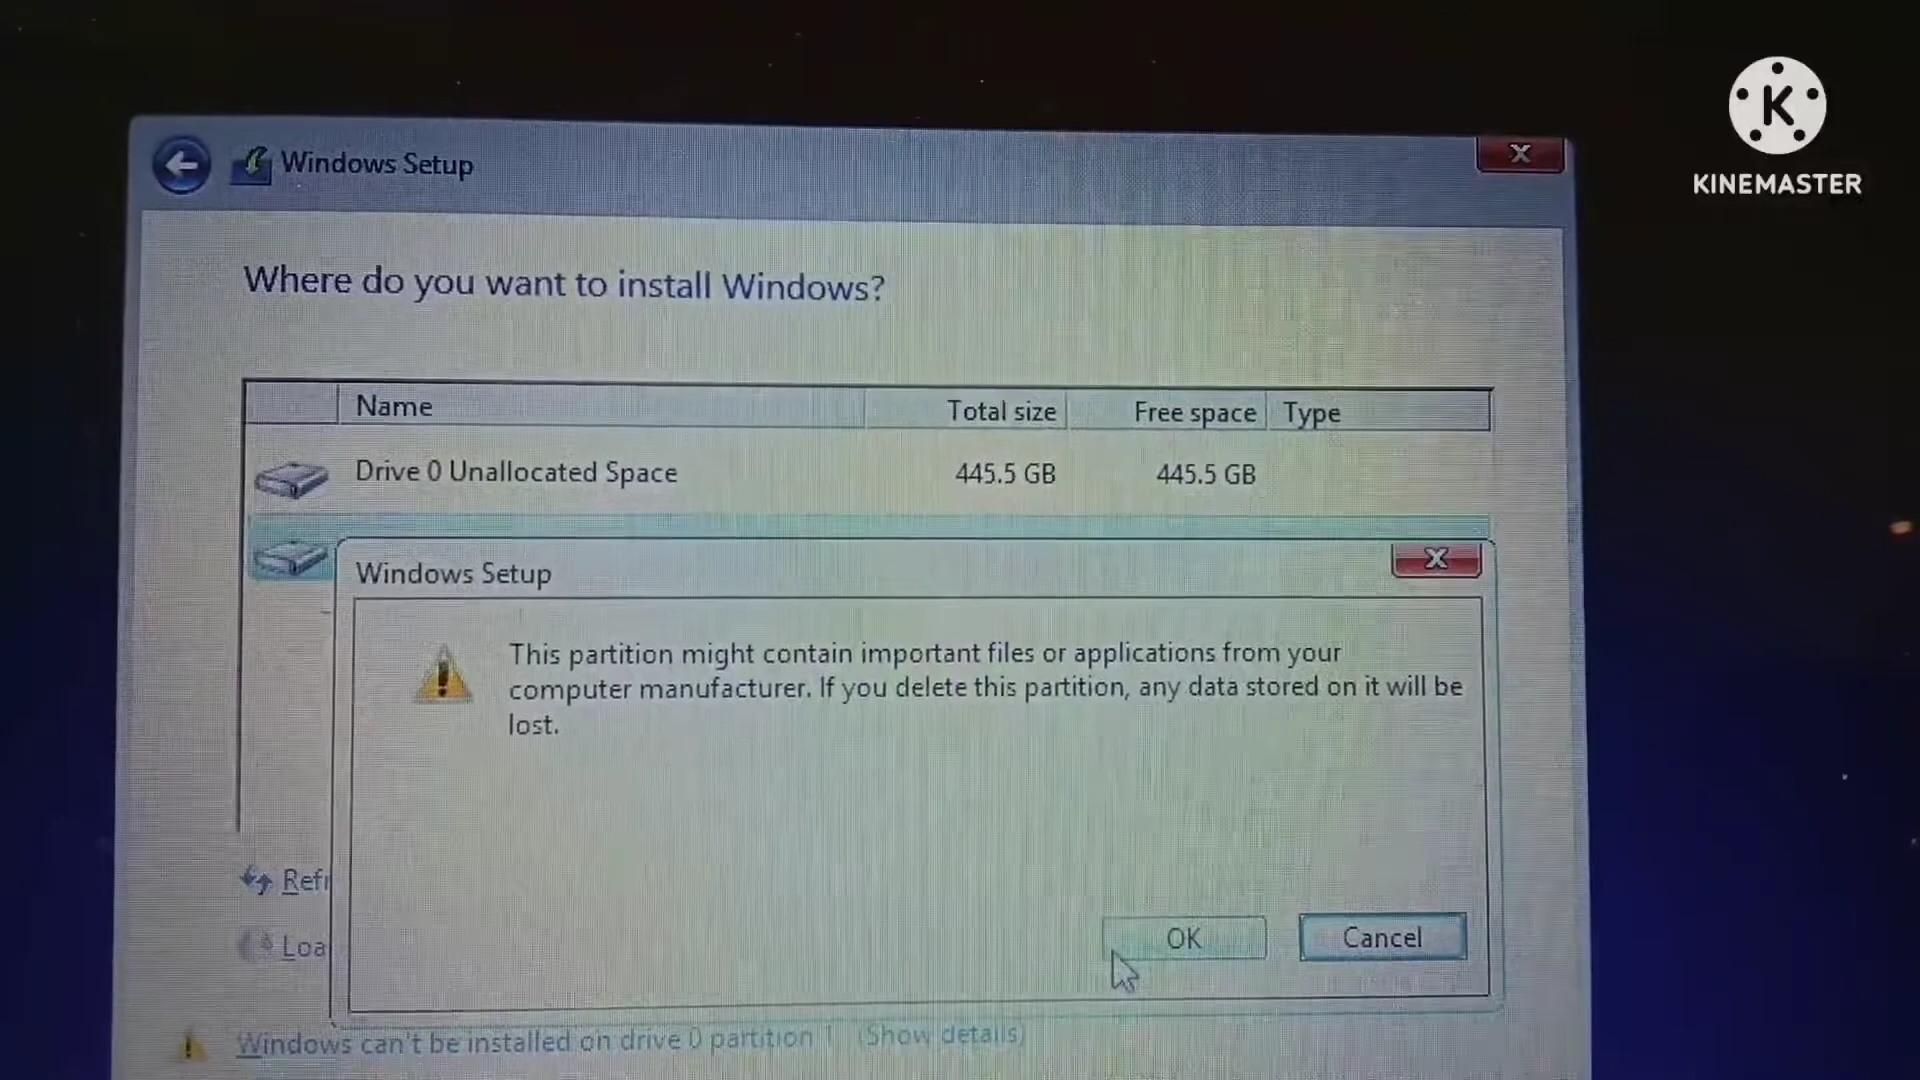 K
KINEMASTER
Windows Setup
X
Where do you want to install Windows?
Name Total size Free space Type
Drive 0 Unallocated Space 445.5 GB 445.5 GB
Windows Setup
X
This partition might contain important files or applications from your
computer manufacturer. If you delete this partition, any data stored on it will be
lost.
Refr
Loa
OK Cancel
Windows can't be installed on drive 0 partition 1 (Show details)